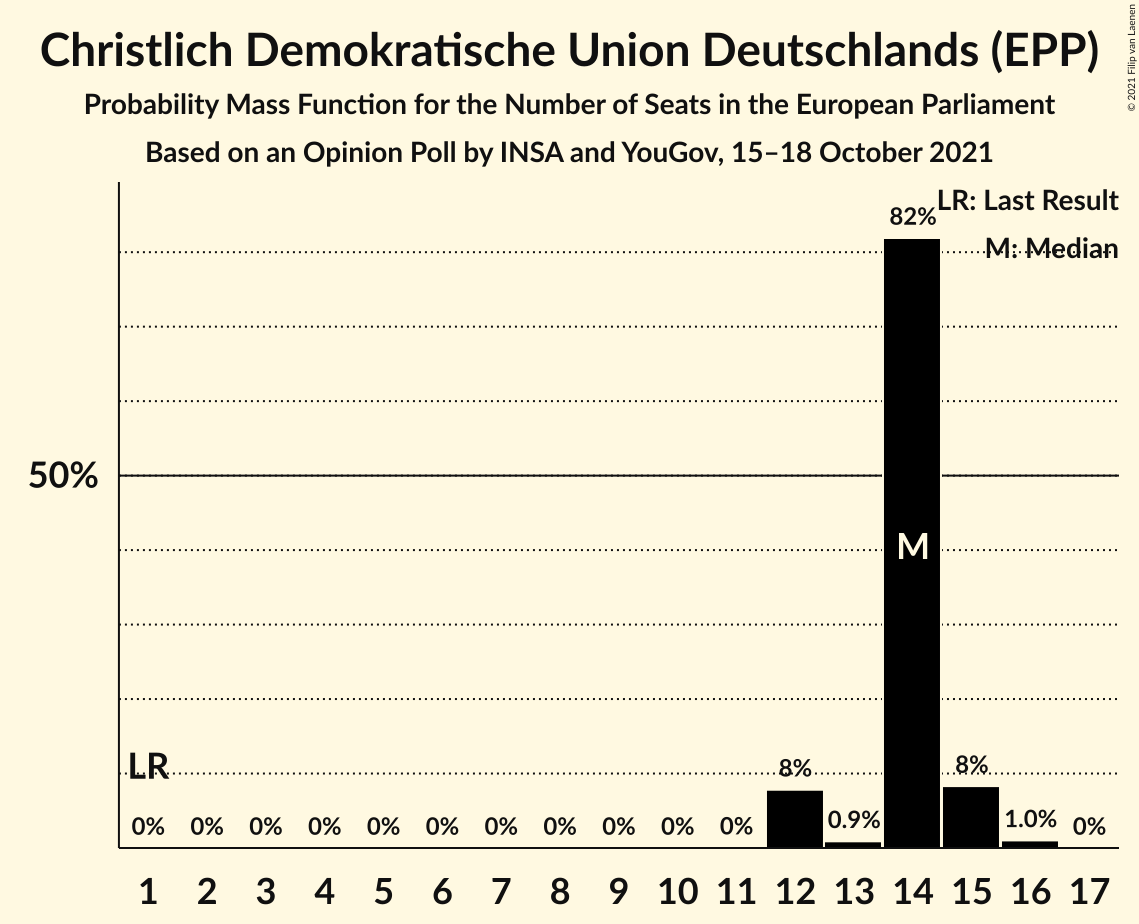 Christlich Demokratische Union Deutschlands (EPP)
Probability Mass Function for the Number of Seats in the European Parliament
Based on an Opinion Poll by INSA and YouGov, 15–18 October 2021
© 2021 Filip van Laenen
LR: Last Result
M: Median
82%
50%
M
LR
8%
8%
0% 0% 0% 0% 0% 0% 0% 0% 0% 0% 0% 0.9% 1.0% 0%
1 2 3 4 5 6 7 8 9 10 11 12 13 14 15 16 17